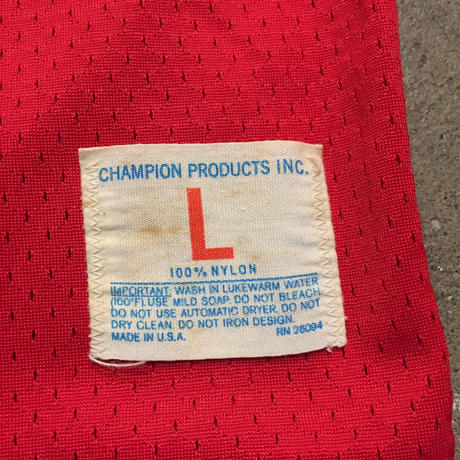 CHAMPION PRODUCTS INC.
L
100% NYLON
IMPORTANT: WASH IN LUKEWARM WATER
(100°F). USE MILD SOAP. DO NOT BLEACH
DO NOT USE AUTOMATIC DRYER. DO NOT
DRY CLEAN. DO NOT IRON DESIGN.
MADE IN U.S.A. RN 26094